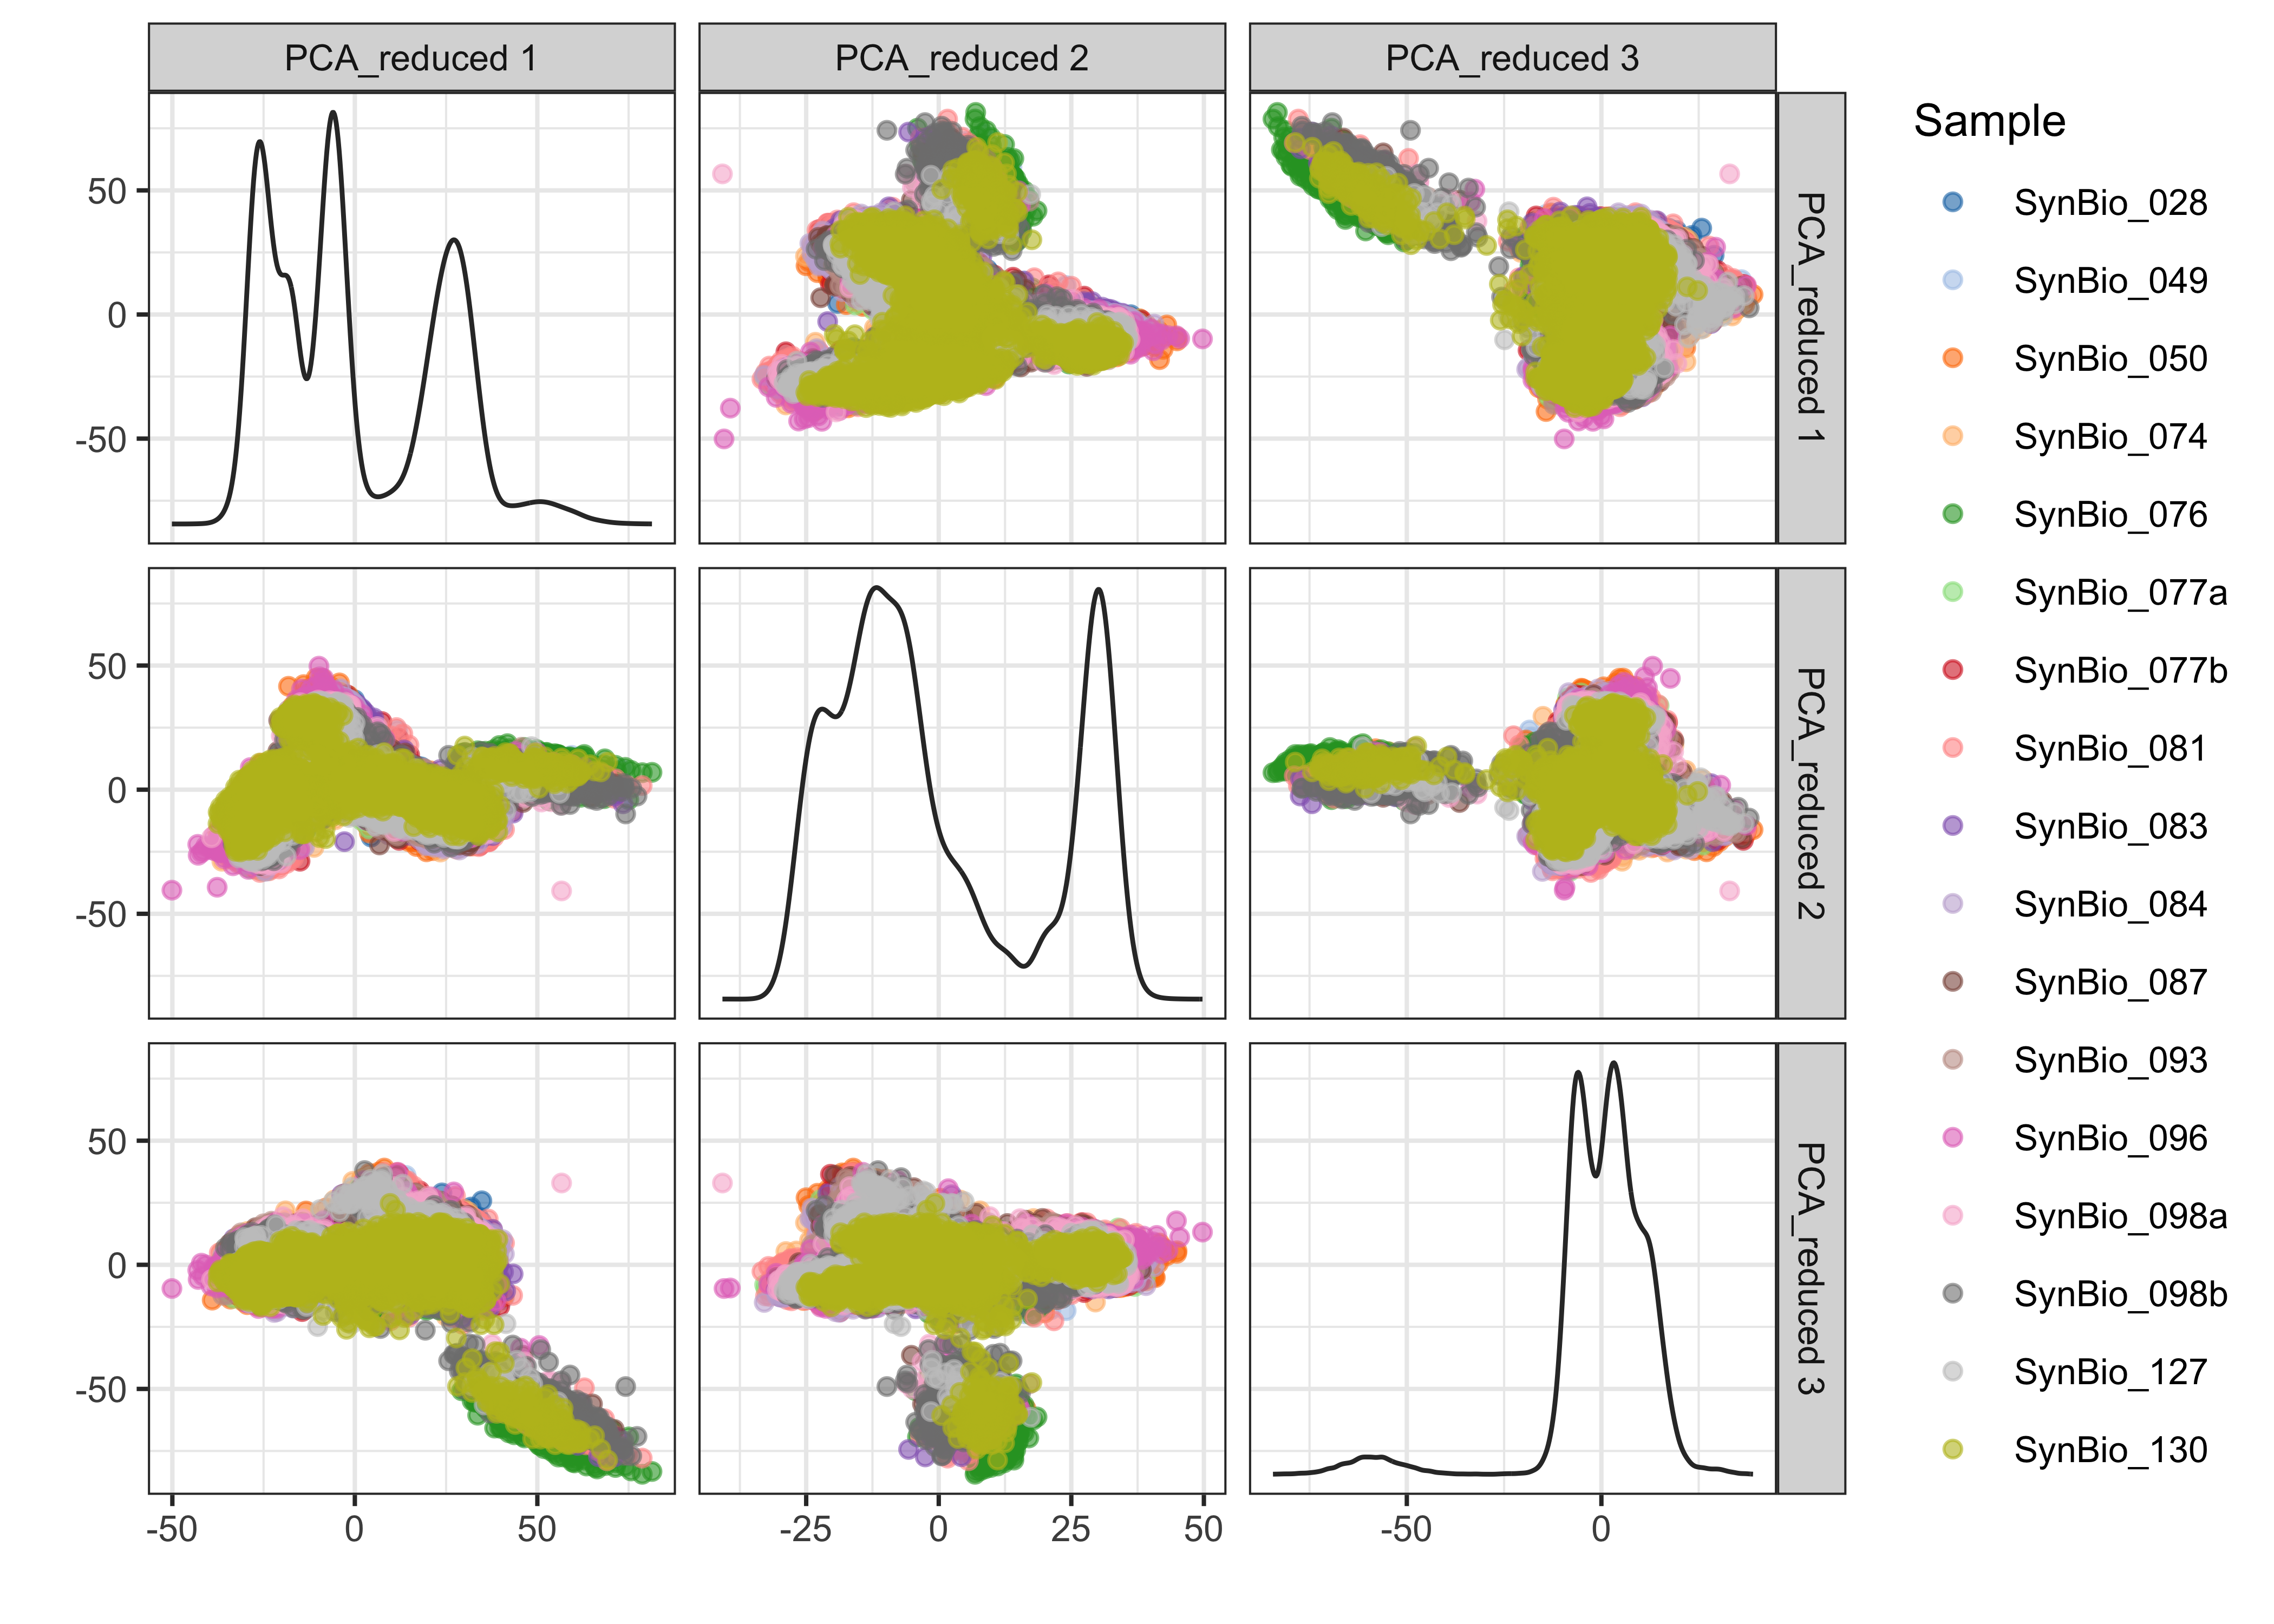 PCA_reduced 1
PCA_reduced 2
PCA_reduced 3
50
0
-50
PCA_reduced 1
50
0
-50
PCA_reduced 2
50
0
-50
PCA_reduced 3
-50 0 50
-25 0 25 50
-50 0
Sample
SynBio_028
SynBio_049
SynBio_050
SynBio_074
SynBio_076
SynBio_077a
SynBio_077b
SynBio_081
SynBio_083
SynBio_084
SynBio_087
SynBio_093
SynBio_096
SynBio_098a
SynBio_098b
SynBio_127
SynBio_130